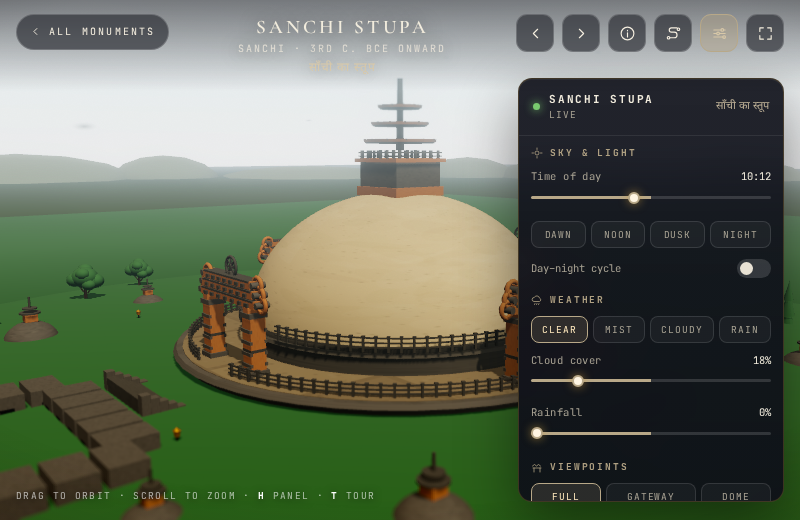 ALL MONUMENTS
SANCHI STUPA
SANCHI · 3RD C. BCE ONWARD
साँची का स्तूप
SANCHI STUPA
LIVE
साँची का स्तूप
SKY & LIGHT
Time of day 10:12
DAWN NOON DUSK NIGHT
Day-night cycle
WEATHER
CLEAR MIST CLOUDY RAIN
Cloud cover 18%
Rainfall 0%
VIEWPOINTS
FULL GATEWAY DOME
DRAG TO ORBIT · SCROLL TO ZOOM · H PANEL · T TOUR